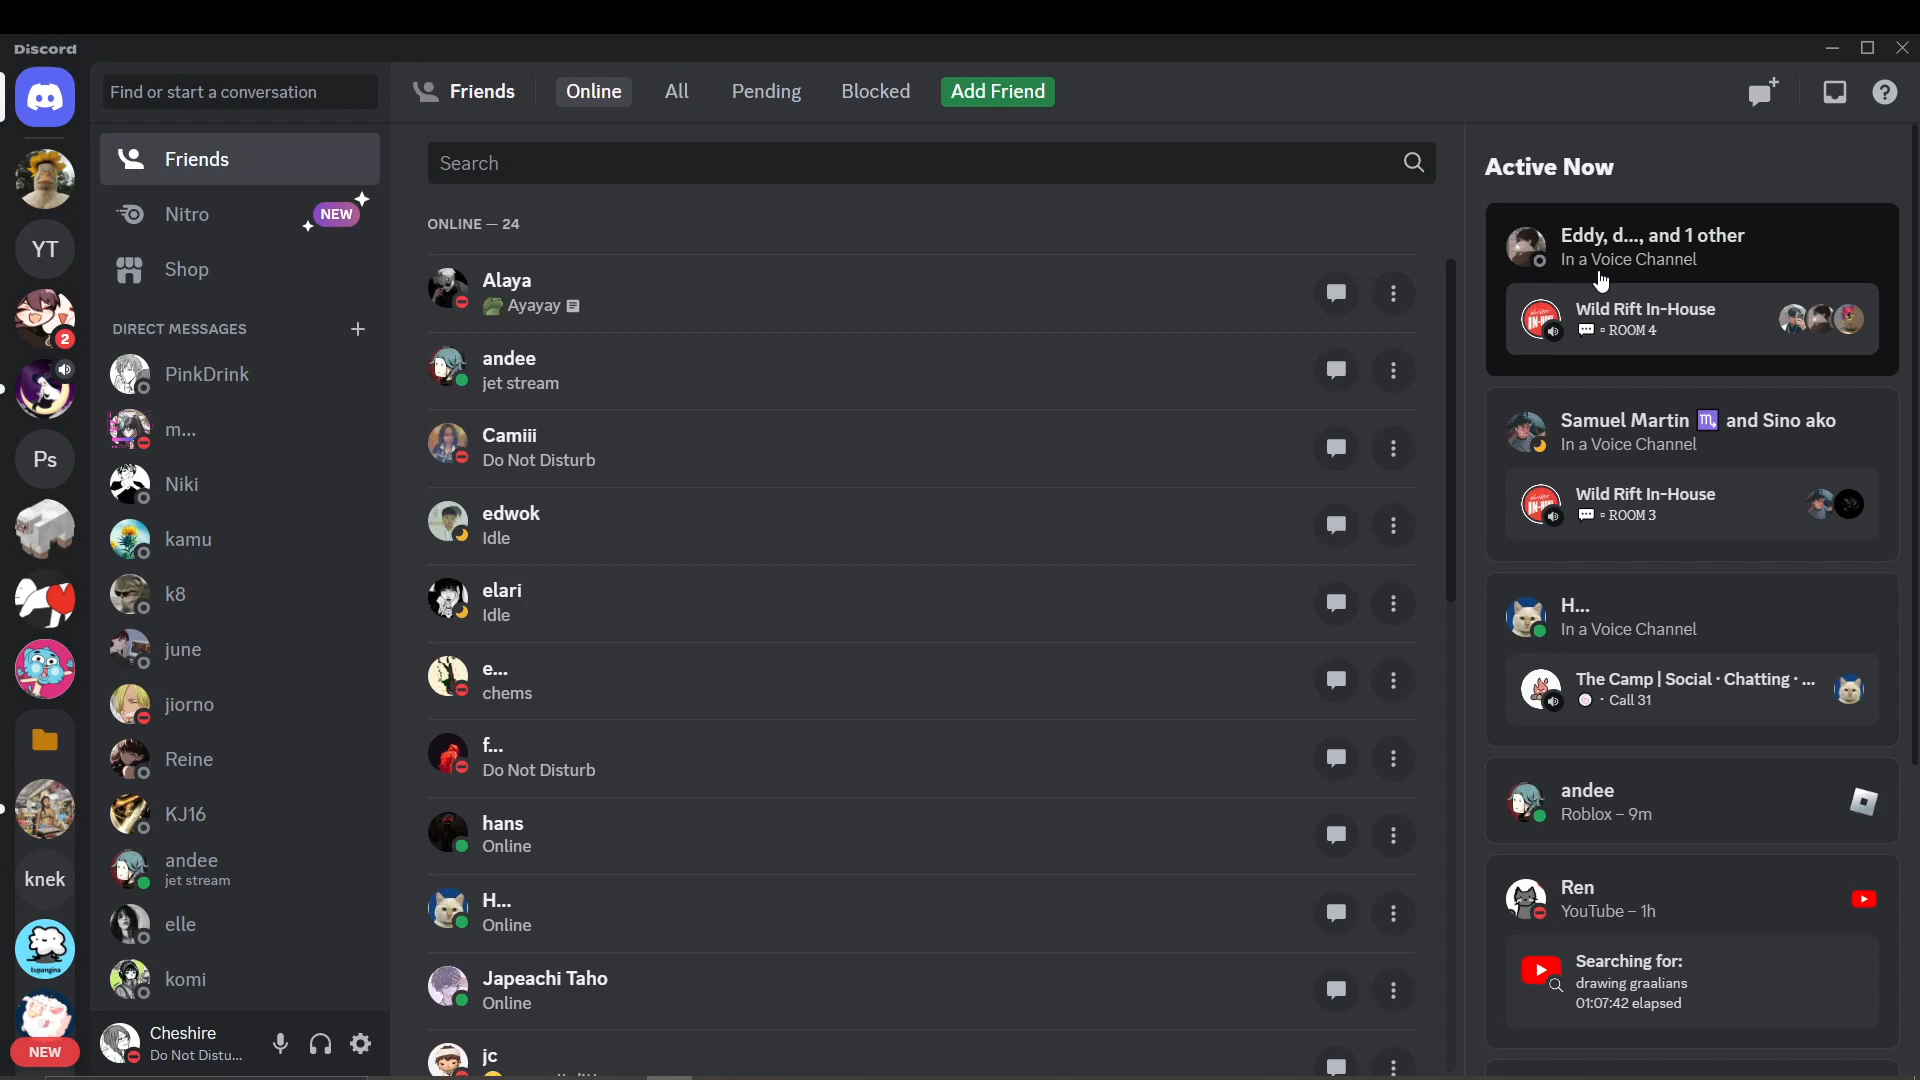 Discord
Find or start a conversation
Friends
Online
All
Pending
Blocked
Add Friend
YT
2
Ps
knek
tupangina
NEW
Friends
Nitro
NEW
Shop
DIRECT MESSAGES
PinkDrink
m...
Niki
kamu
k8
june
jiorno
Reine
KJ16
andee
jet stream
elle
komi
Cheshire
Do Not Distu...
Search
ONLINE — 24
Alaya
Ayayay
andee
jet stream
Camiii
Do Not Disturb
edwok
Idle
elari
Idle
e...
chems
f...
Do Not Disturb
hans
Online
H...
Online
Japeachi Taho
Online
jc
Active Now
Eddy, d..., and 1 other
In a Voice Channel
Wild Rift In-House
ROOM 4
Samuel Martin ♏ and Sino ako
In a Voice Channel
Wild Rift In-House
ROOM 3
H...
In a Voice Channel
The Camp | Social · Chatting · ...
· Call 31
andee
Roblox – 9m
Ren
YouTube – 1h
Searching for:
drawing graalians
01:07:42 elapsed